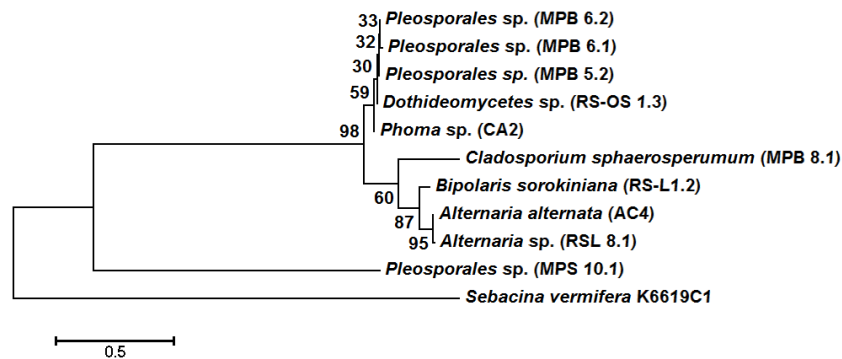 33 Pleosporales sp. (MPB 6.2)
32 Pleosporales sp. (MPB 6.1)
30 Pleosporales sp. (MPB 5.2)
59 Dothideomycetes sp. (RS-OS 1.3)
98 Phoma sp. (CA2)
Cladosporium sphaerosperumum (MPB 8.1)
60 Bipolaris sorokiniana (RS-L1.2)
87 Alternaria alternata (AC4)
95 Alternaria sp. (RSL 8.1)
Pleosporales sp. (MPS 10.1)
Sebacina vermifera K6619C1
0.5